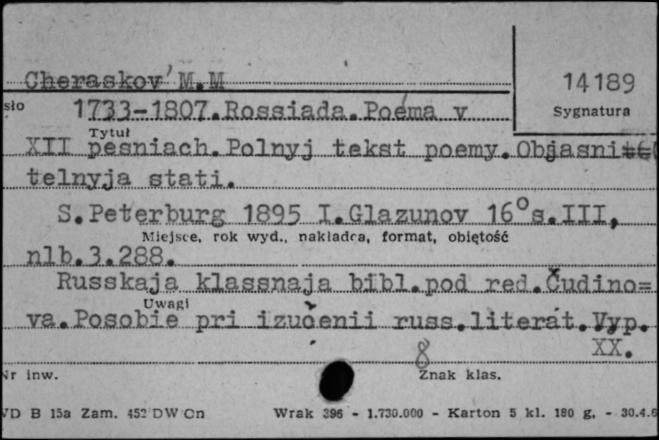 Cheraskov M.M
14189
sło 1733-1807.Rossiada.Poéma v
Sygnatura
Tytuł
XII pesniach.Polnyj tekst poemy.Objasni
telnyja stati.
S.Peterburg 1895 I.Glazunov 16°s.III,
Miejsce, rok wyd., nakładca, format, objętość
nlb.3.288.
Russkaja klassnaja bibl.pod red.Čudino=
Uwagi
va.Posobie pri izučenii russ.literat.Vyp.
XX.
8
Nr inw.
Znak klas.
WD B 15a Zam. 452 DW Cn Wrak 396 - 1.730.000 - Karton 5 kl. 180 g. - 30.4.6